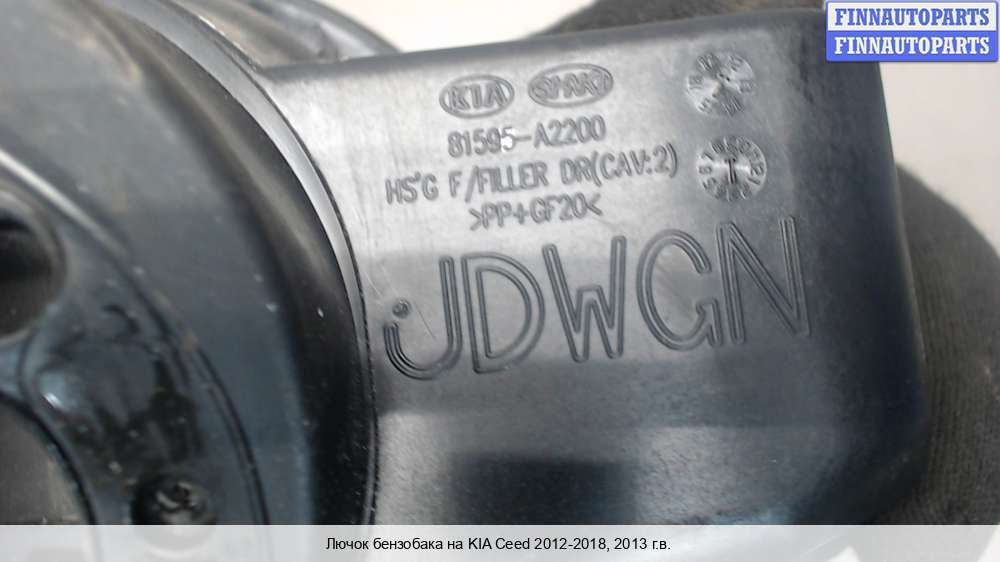 FINNAUTOPARTS
FINNAUTOPARTS
KIA
81595-A2200
HS'G F/FILLER DR(CAV:2)
>PP+GF20<
T
JDWGN
Лючок бензобака на KIA Ceed 2012-2018, 2013 г.в.